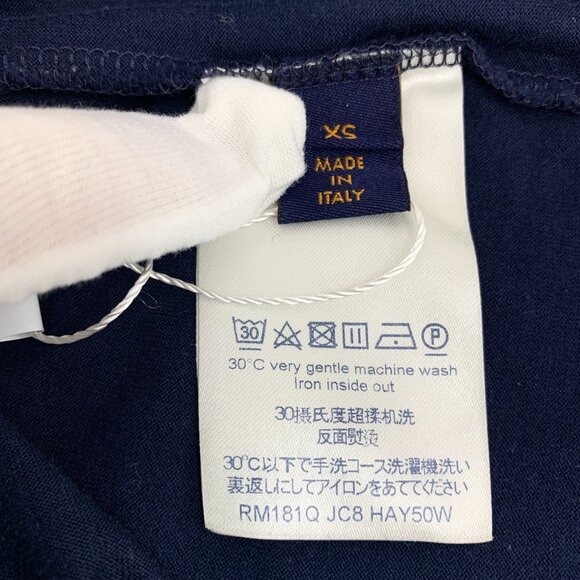 XS
MADE
IN
ITALY
30
P
30°C very gentle machine wash
Iron inside out
30摄氏度超揉机洗
反面熨烫
30°C以下で手洗コース洗濯機洗い
裏返しにしてアイロンをあててください
RM181Q JC8 HAY50W